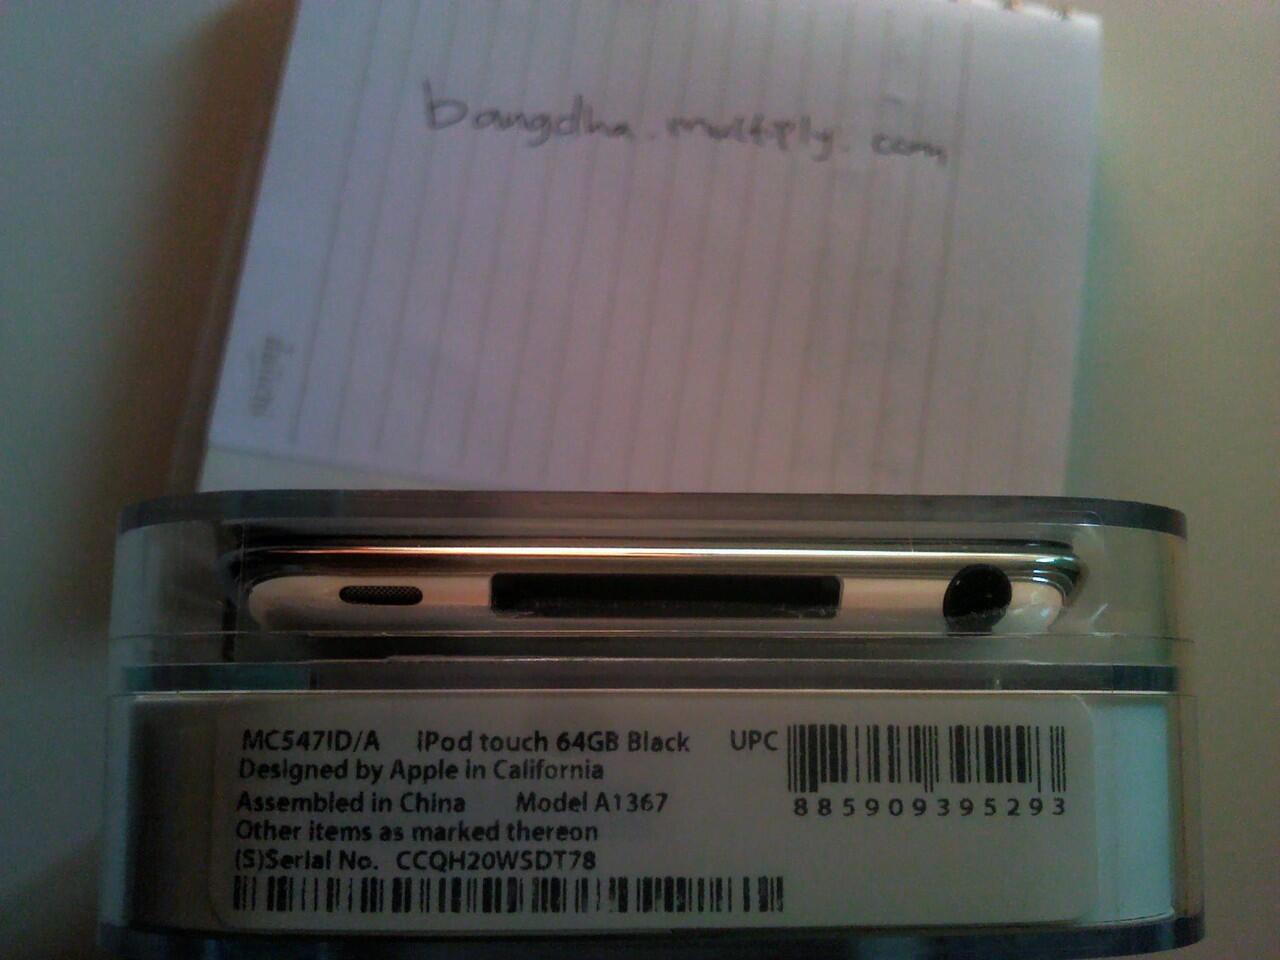 bangdha.multiply.com
MC547ID/A iPod touch 64GB Black UPC
Designed by Apple in California
885909395293
Assembled in China Model A1367
Other items as marked thereon
(S)Serial No. CCQH20WSDT78